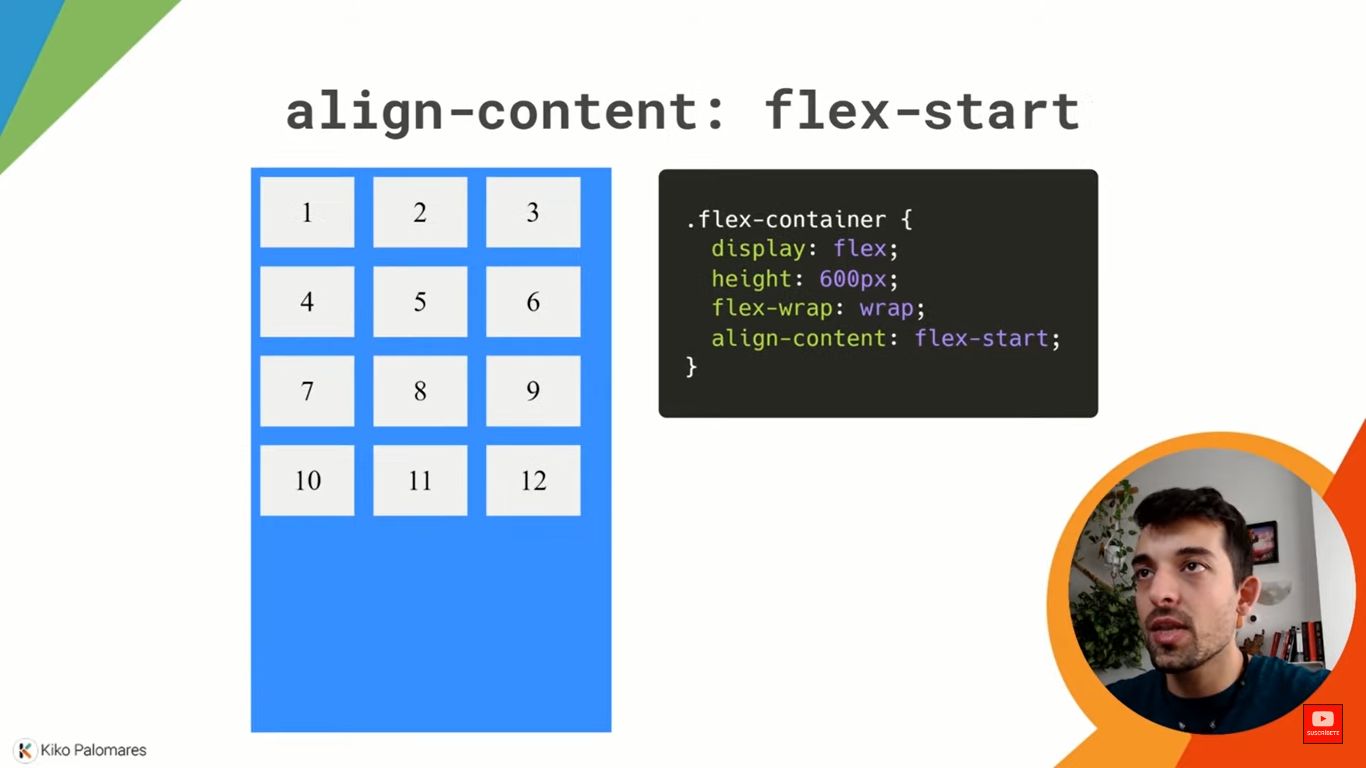 align-content: flex-start
1 2 3
4 5 6
7 8 9
10 11 12
.flex-container {
display: flex;
height: 600px;
flex-wrap: wrap;
align-content: flex-start;
}
SUSCRÍBETE
Kiko Palomares